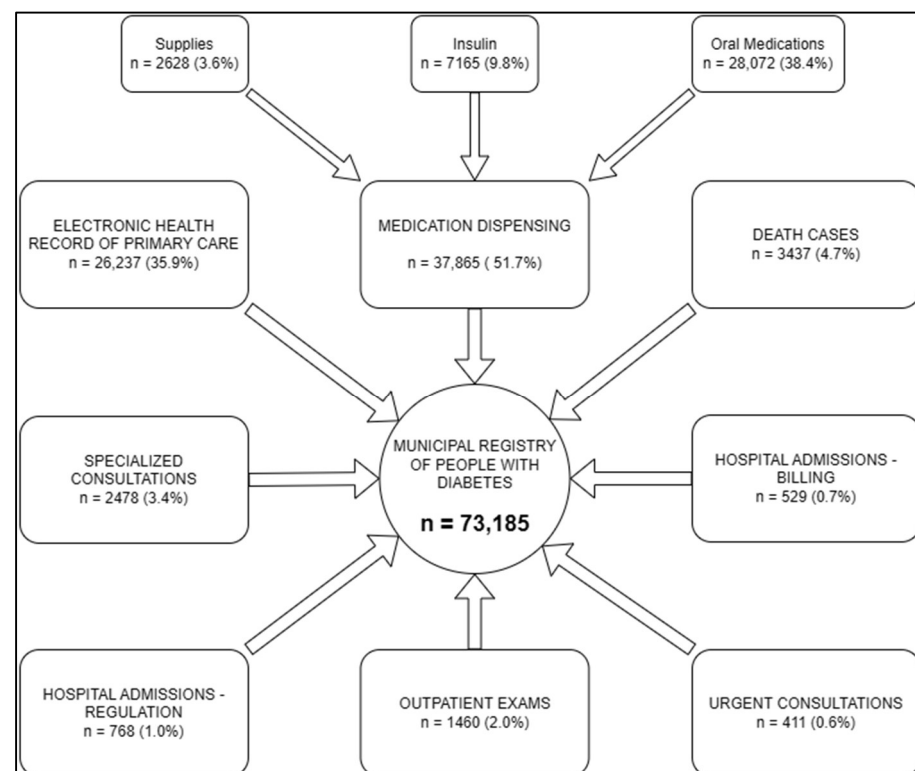 Supplies
n = 2628 (3.6%)
Insulin
n = 7165 (9.8%)
Oral Medications
n = 28,072 (38.4%)
ELECTRONIC HEALTH
RECORD OF PRIMARY CARE
n = 26,237 (35.9%)
MEDICATION DISPENSING
n = 37,865 ( 51.7%)
DEATH CASES
n = 3437 (4.7%)
SPECIALIZED
CONSULTATIONS
n = 2478 (3.4%)
MUNICIPAL REGISTRY
OF PEOPLE WITH
DIABETES
n = 73,185
HOSPITAL ADMISSIONS -
BILLING
n = 529 (0.7%)
HOSPITAL ADMISSIONS -
REGULATION
n = 768 (1.0%)
OUTPATIENT EXAMS
n = 1460 (2.0%)
URGENT CONSULTATIONS
n = 411 (0.6%)